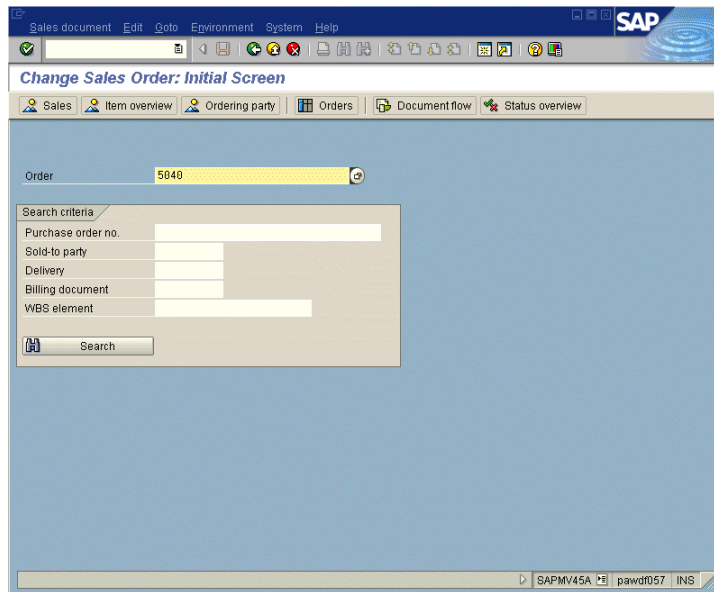 Sales document Edit Goto Environment System Help
SAP
Change Sales Order: Initial Screen
Sales Item overview Ordering party Orders Document flow Status overview
Order 5040
Search criteria
Purchase order no.
Sold-to party
Delivery
Billing document
WBS element
Search
SAPMV45A pawdf057 INS